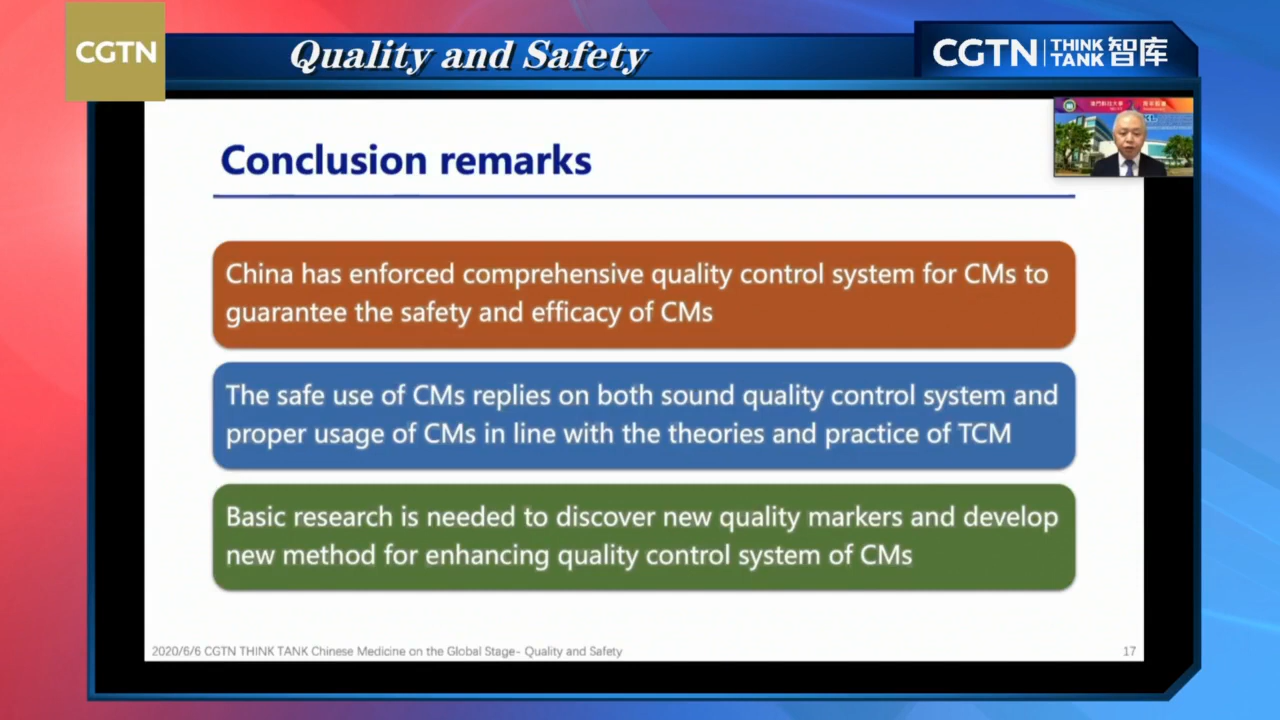 CGTN
Quality and Safety
CGTN THINK TANK 智库
Conclusion remarks
China has enforced comprehensive quality control system for CMs to
guarantee the safety and efficacy of CMs
The safe use of CMs replies on both sound quality control system and
proper usage of CMs in line with the theories and practice of TCM
Basic research is needed to discover new quality markers and develop
new method for enhancing quality control system of CMs
2020/6/6 CGTN THINK TANK Chinese Medicine on the Global Stage- Quality and Safety
17